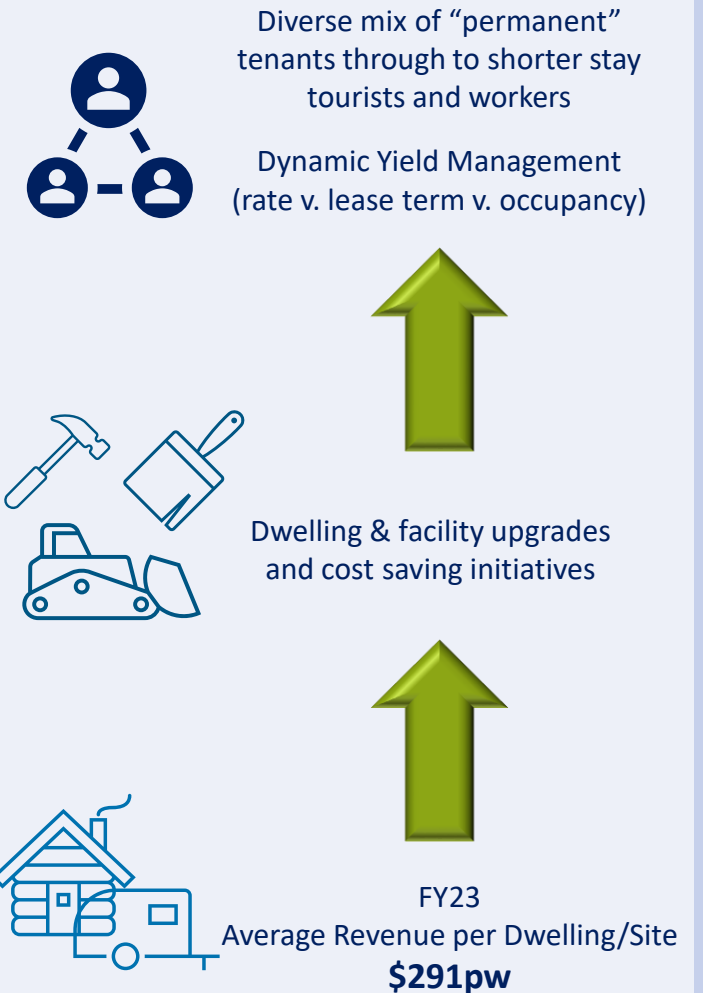 Diverse mix of “permanent”
tenants through to shorter stay
tourists and workers
Dynamic Yield Management
(rate v. lease term v. occupancy)
Dwelling & facility upgrades
and cost saving initiatives
FY23
Average Revenue per Dwelling/Site
$291pw